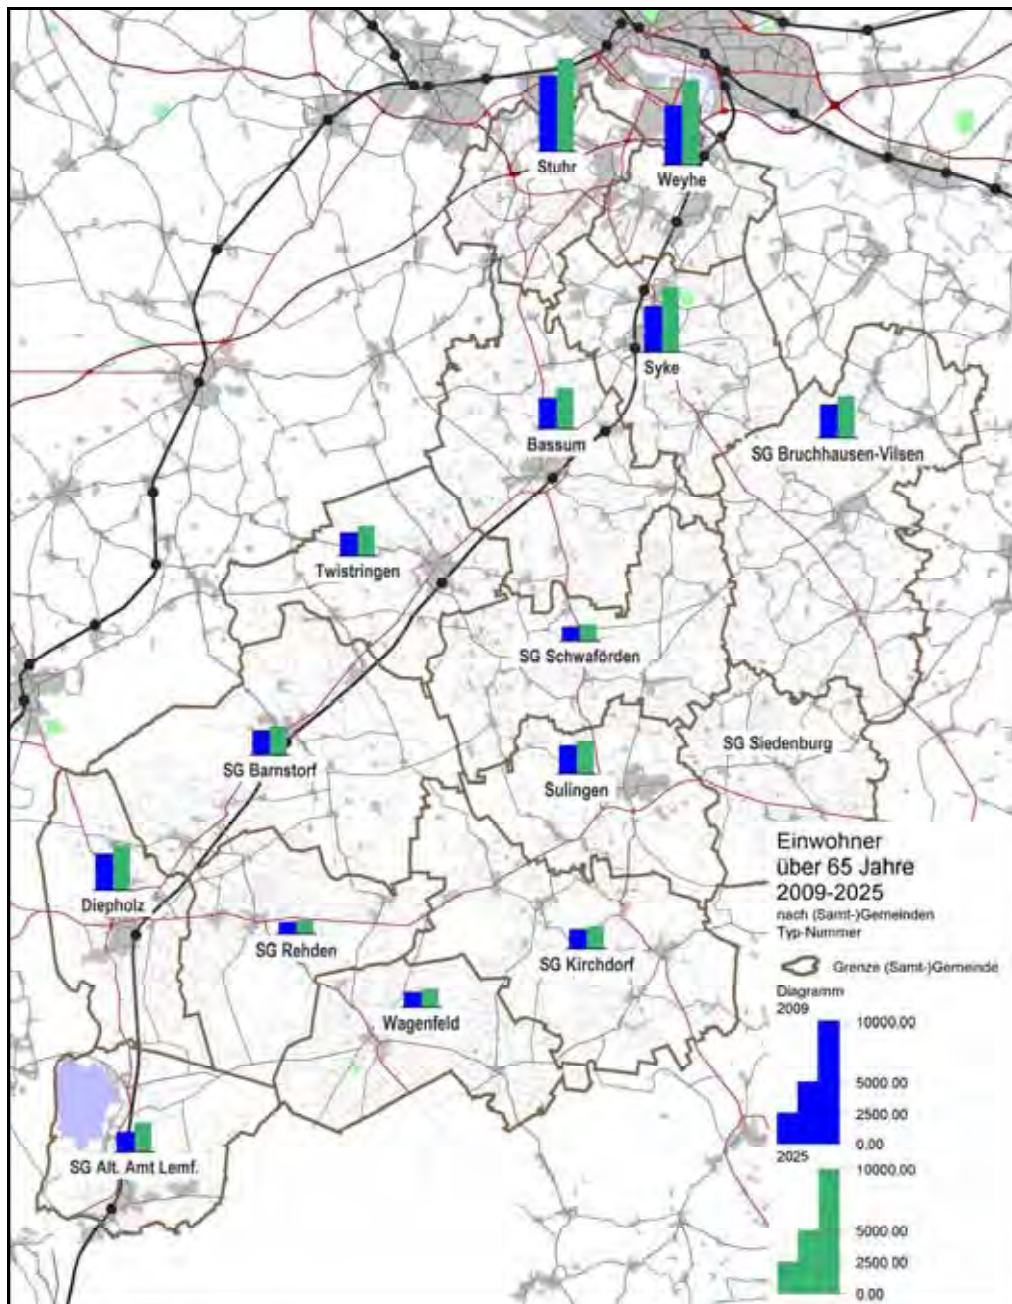 Stuhr
Weyhe
Syke
Bassum
SG Bruchhausen-Vilsen
Twistringen
SG Schwaförden
SG Siedenburg
SG Barnstorf
Sulingen
Diepholz
SG Rehden
SG Kirchdorf
Wagenfeld
SG Alt. Amt Lemf.
Einwohner
über 65 Jahre
2009-2025
nach (Samt-)Gemeinden
Typ-Nummer
Grenze (Samt-)Gemeinde
Diagramm
2009
10000.00
5000.00
2500.00
0.00
2025
10000.00
5000.00
2500.00
0.00